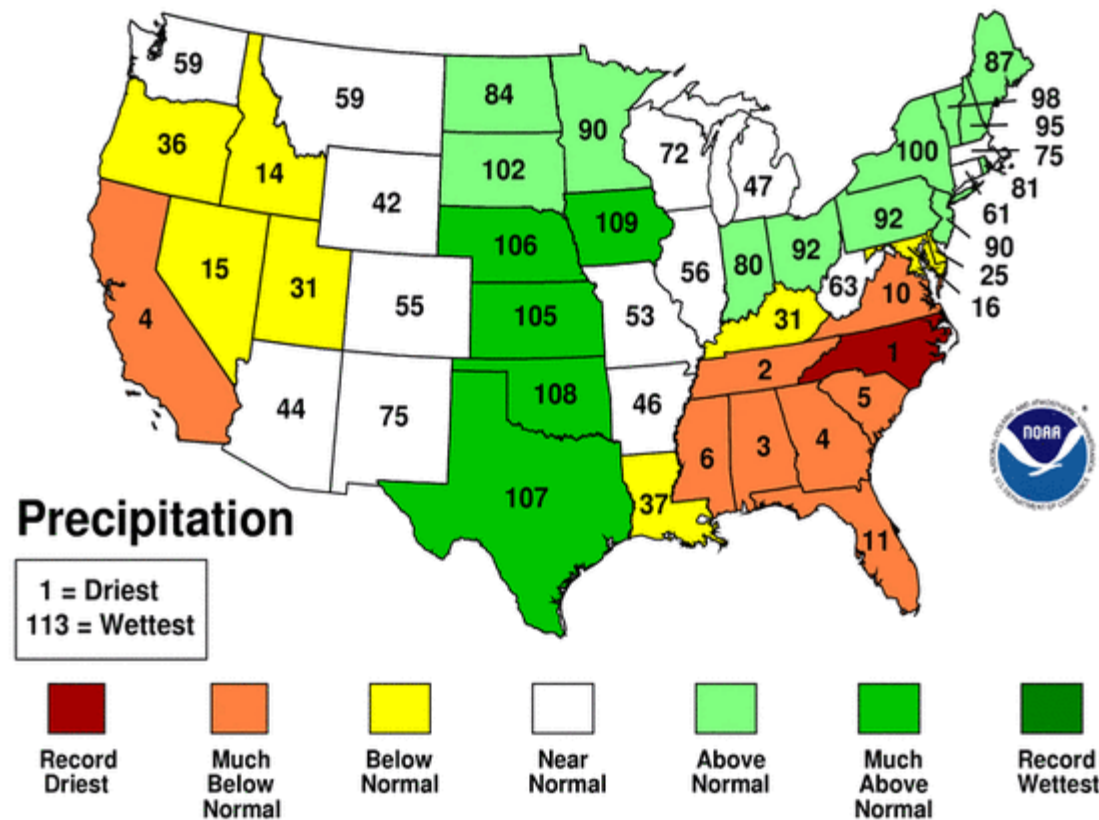 87
59
98
59
84
95
90
36
100
75
72
14
102
47
81
42
92
61
109
106
92
90
80
15
56
25
31
63
10
55
16
105
53
31
4
1
2
108
5
44
46
75
3
4
6
NOAA
107
37
Precipitation
11
1 = Driest
113 = Wettest
Record
Driest
Much
Below
Normal
Below
Normal
Near
Normal
Above
Normal
Much
Above
Normal
Record
Wettest